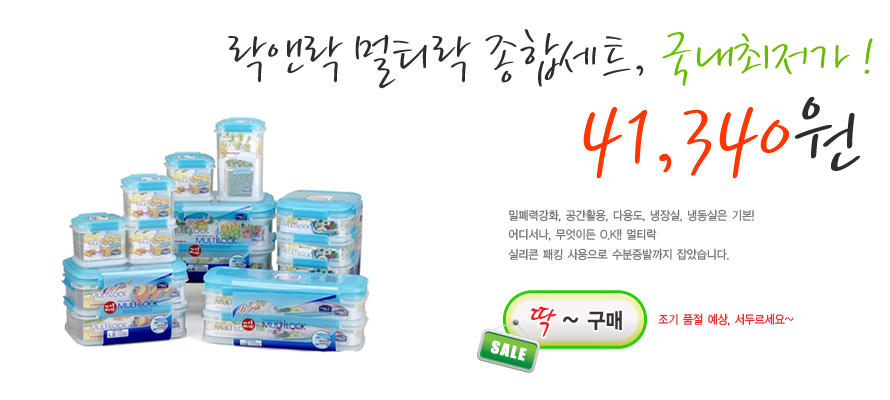 락앤락 멀티락 종합세트, 국내최저가!
41,340원
밀폐력강화, 공간활용, 다용도, 냉장실, 냉동실은 기본!
어디서나, 무엇이든 O.K!! 멀티락
실리콘 패킹 사용으로 수분증발까지 잡았습니다.
딱 ~ 구매
조기 품절 예상, 서두르세요~
SALE
MULTILOCK
MULTILOCK
MULTILOCK
MULTILOCK